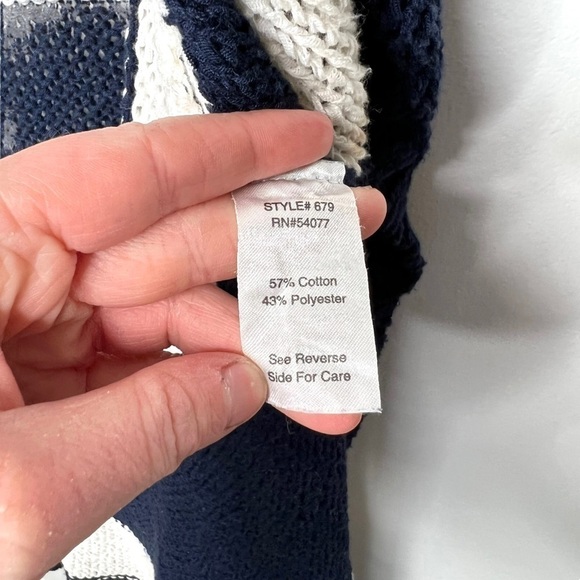 STYLE# 679
RN#54077
57% Cotton
43% Polyester
See Reverse
Side For Care